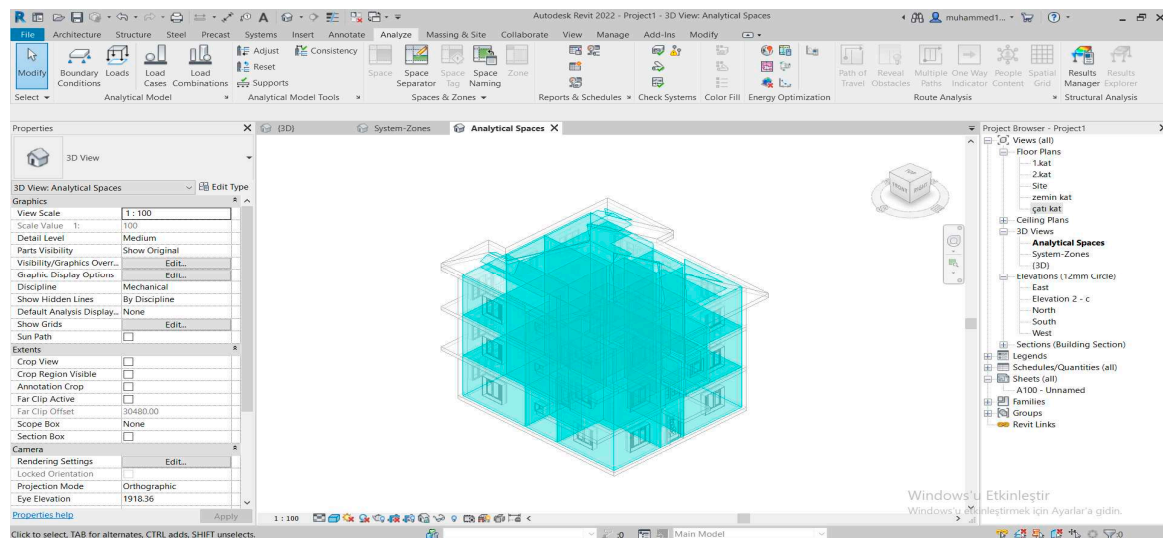 Autodesk Revit 2022 - Project1 - 3D View: Analytical Spaces
muhammed1...
File Architecture Structure Steel Precast Systems Insert Annotate Analyze Massing & Site Collaborate View Manage Add-Ins Modify
Modify
Boundary Conditions
Loads
Load Cases
Load Combinations
Adjust
Reset
Supports
Consistency
Space
Space Separator
Space Tag
Space Naming
Zone
Path of Travel
Reveal Obstacles
Multiple Paths
One Way Indicator
People Content
Spatial Grid
Results Manager
Results Explorer
Select
Analytical Model
Analytical Model Tools
Spaces & Zones
Reports & Schedules
Check Systems
Color Fill
Energy Optimization
Route Analysis
Structural Analysis
Properties
3D View
3D View: Analytical Spaces
Edit Type
Graphics
View Scale 1 : 100
Scale Value 1: 100
Detail Level Medium
Parts Visibility Show Original
Visibility/Graphics Overr... Edit...
Graphic Display Options Edit...
Discipline Mechanical
Show Hidden Lines By Discipline
Default Analysis Display... None
Show Grids Edit...
Sun Path
Extents
Crop View
Crop Region Visible
Annotation Crop
Far Clip Active
Far Clip Offset 30480.00
Scope Box None
Section Box
Camera
Rendering Settings Edit...
Locked Orientation
Projection Mode Orthographic
Eye Elevation 1918.36
Properties help
Apply
{3D}
System-Zones
Analytical Spaces
TOP
FRONT
RIGHT
1 : 100
Project Browser - Project1
Views (all)
Floor Plans
1.kat
2.kat
Site
zemin kat
çatı kat
Ceiling Plans
3D Views
Analytical Spaces
System-Zones
{3D}
Elevations (12mm Circle)
East
Elevation 2 - c
North
South
West
Sections (Building Section)
Legends
Schedules/Quantities (all)
Sheets (all)
A100 - Unnamed
Families
Groups
Revit Links
Windows'u Etkinleştir
Windows'u etkinleştirmek için Ayarlar'a gidin.
Click to select, TAB for alternates, CTRL adds, SHIFT unselects.
:0
Main Model
:0